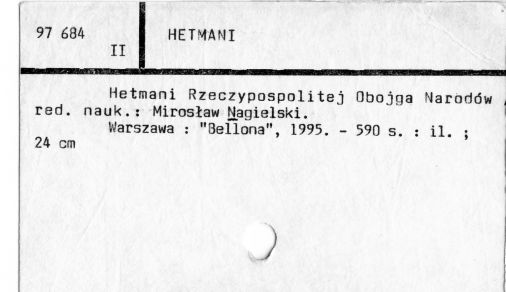 97 684
II
HETMANI
Hetmani Rzeczypospolitej Obojga Narodów /
red. nauk.: Mirosław Nagielski.
Warszawa : "Bellona", 1995. - 590 s. : il. ;
24 cm